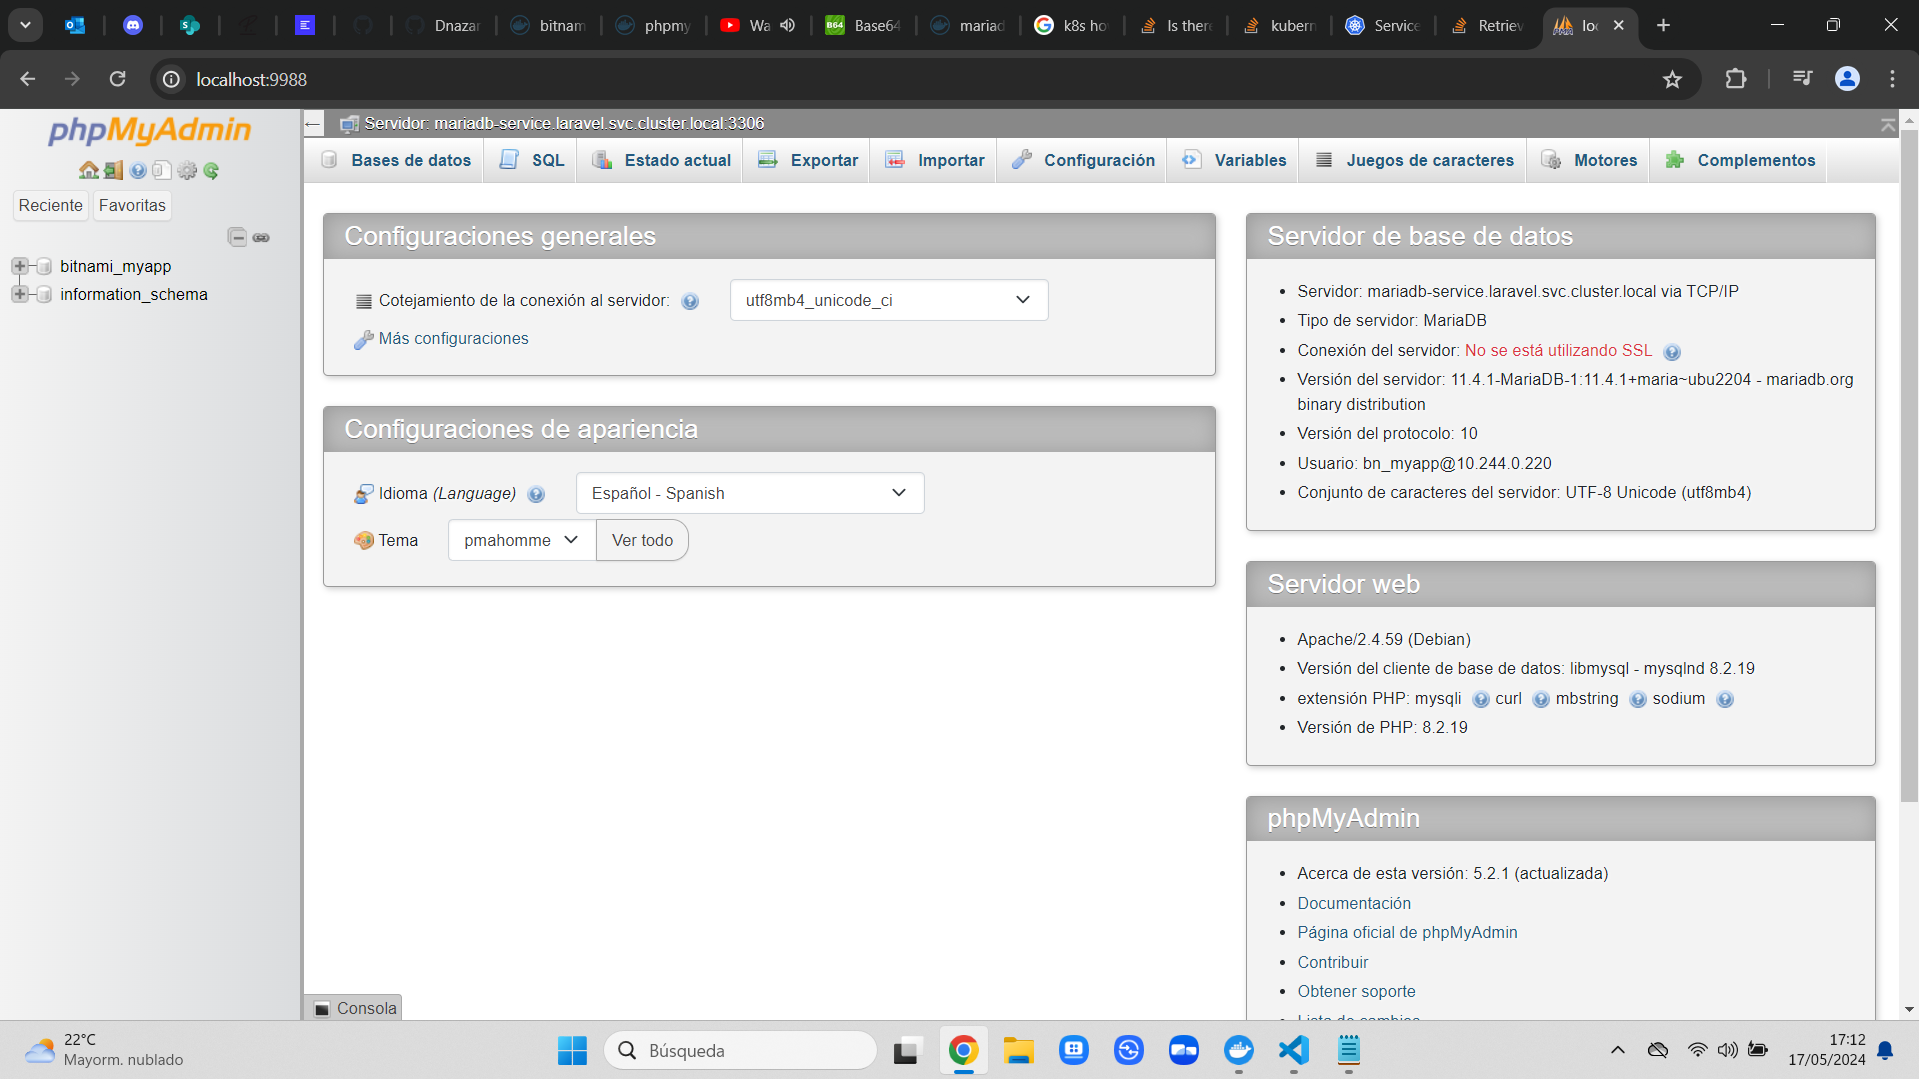 Dnazar
bitnam
phpmy
Wa
B64
Base64
mariad
k8s ho
Is there
kubern
Service
Retriev
loc
localhost:9988
phpMyAdmin
Reciente
Favoritas
bitnami_myapp
information_schema
Servidor: mariadb-service.laravel.svc.cluster.local:3306
Bases de datos
SQL
Estado actual
Exportar
Importar
Configuración
Variables
Juegos de caracteres
Motores
Complementos
Configuraciones generales
Cotejamiento de la conexión al servidor:
utf8mb4_unicode_ci
Más configuraciones
Configuraciones de apariencia
Idioma (Language)
Español - Spanish
Tema
pmahomme
Ver todo
Servidor de base de datos
Servidor: mariadb-service.laravel.svc.cluster.local via TCP/IP
Tipo de servidor: MariaDB
Conexión del servidor: No se está utilizando SSL
Versión del servidor: 11.4.1-MariaDB-1:11.4.1+maria~ubu2204 - mariadb.org
binary distribution
Versión del protocolo: 10
Usuario: bn_myapp@10.244.0.220
Conjunto de caracteres del servidor: UTF-8 Unicode (utf8mb4)
Servidor web
Apache/2.4.59 (Debian)
Versión del cliente de base de datos: libmysql - mysqlnd 8.2.19
extensión PHP: mysqli curl mbstring sodium
Versión de PHP: 8.2.19
phpMyAdmin
Acerca de esta versión: 5.2.1 (actualizada)
Documentación
Página oficial de phpMyAdmin
Contribuir
Obtener soporte
Lista de cambios
Consola
22°C
Mayorm. nublado
Búsqueda
17:12
17/05/2024